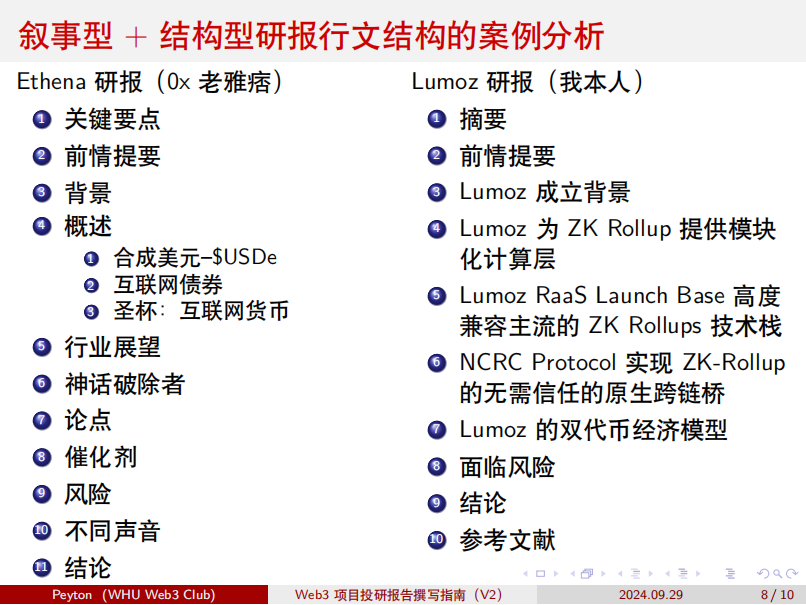 叙事型 + 结构型研报行文结构的案例分析
Ethena 研报（0x 老雅痞）
1 关键要点
2 前情提要
3 背景
4 概述
1 合成美元–$USDe
2 互联网债券
3 圣杯：互联网货币
5 行业展望
6 神话破除者
7 论点
8 催化剂
9 风险
10 不同声音
11 结论
Lumoz 研报（我本人）
1 摘要
2 前情提要
3 Lumoz 成立背景
4 Lumoz 为 ZK Rollup 提供模块
化计算层
5 Lumoz RaaS Launch Base 高度
兼容主流的 ZK Rollups 技术栈
6 NCRC Protocol 实现 ZK-Rollup
的无需信任的原生跨链桥
7 Lumoz 的双代币经济模型
8 面临风险
9 结论
10 参考文献
Peyton （WHU Web3 Club)
Web3 项目投研报告撰写指南（V2）
2024.09.29
8 / 10